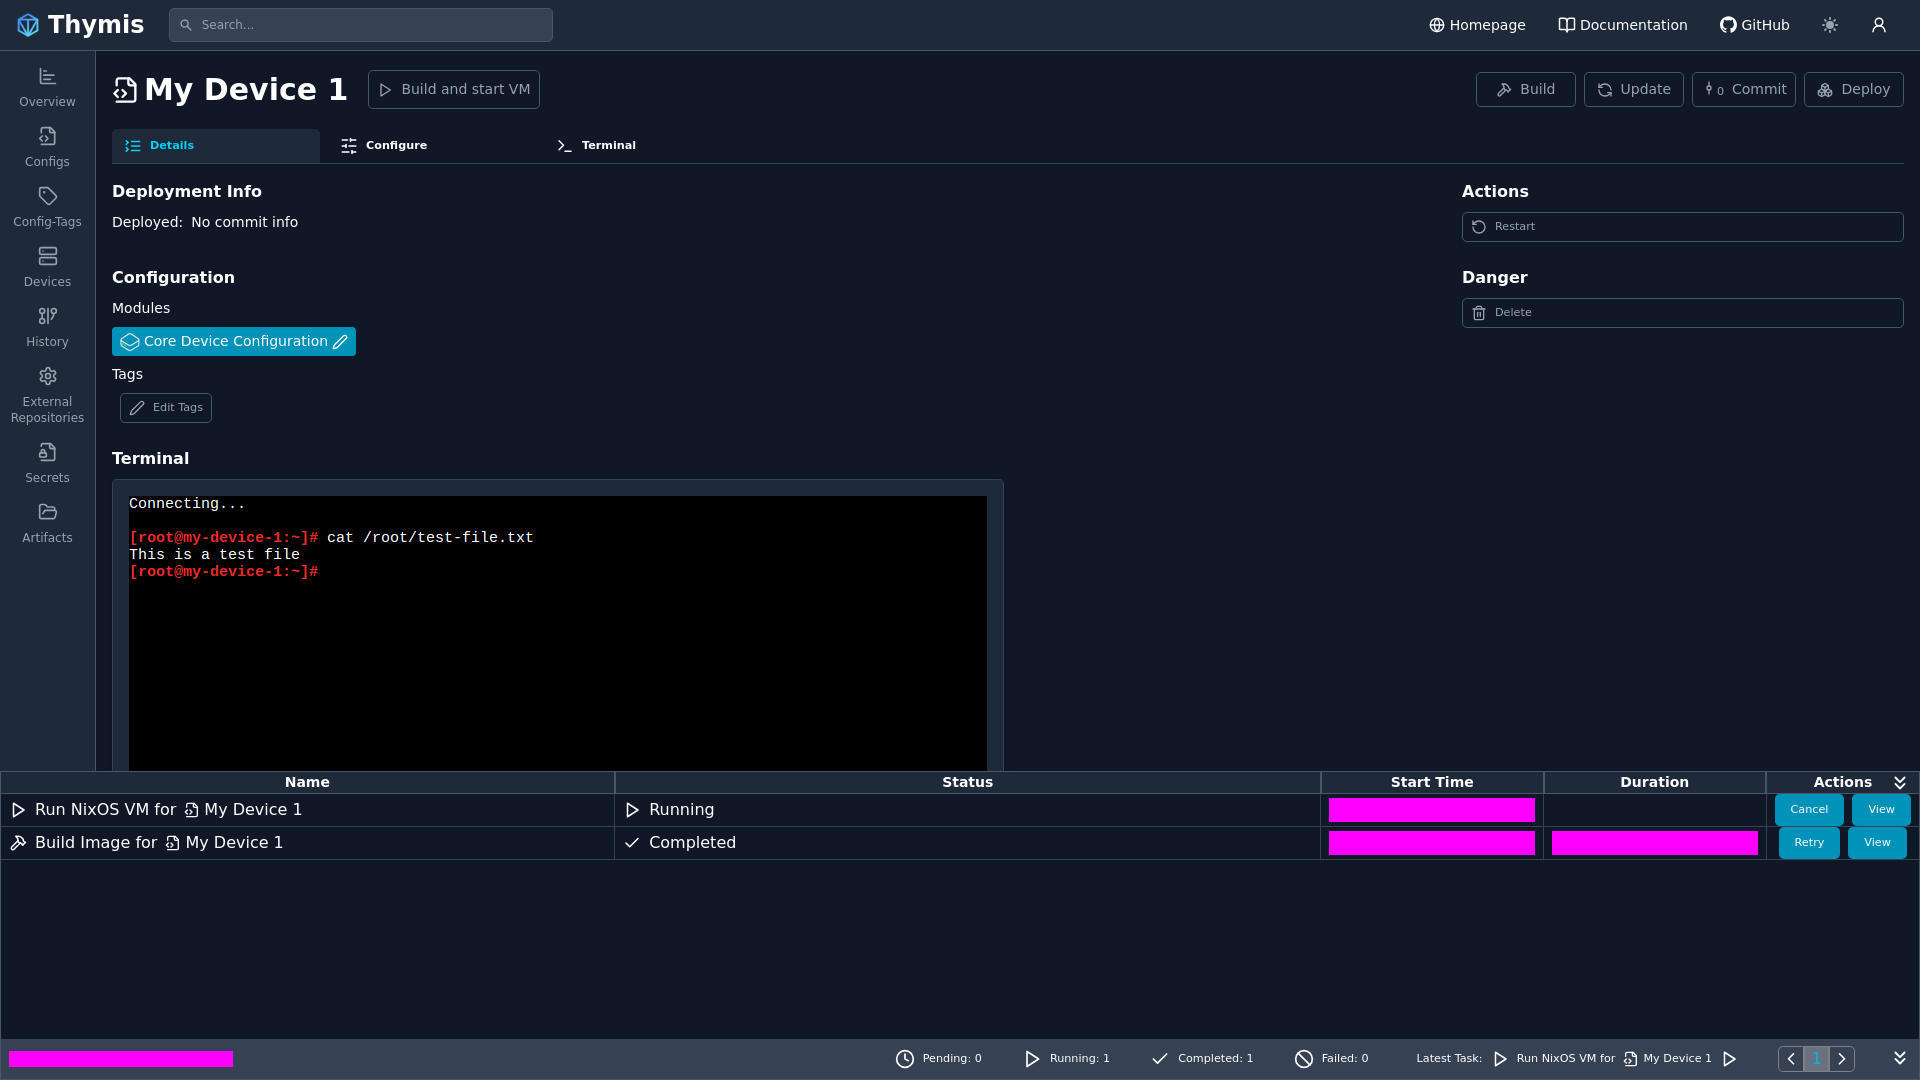 Thymis
Search...
Homepage
Documentation
GitHub
Overview
Configs
Config-Tags
Devices
History
External
Repositories
Secrets
Artifacts
My Device 1
Build and start VM
Build
Update
0 Commit
Deploy
Details
Configure
Terminal
Deployment Info
Deployed: No commit info
Configuration
Modules
Core Device Configuration
Tags
Edit Tags
Actions
Restart
Danger
Delete
Terminal
Connecting...
[root@my-device-1:~]# cat /root/test-file.txt
This is a test file
[root@my-device-1:~]#
Name Status Start Time Duration Actions
Run NixOS VM for My Device 1 Running Cancel View
Build Image for My Device 1 Completed Retry View
Pending: 0 Running: 1 Completed: 1 Failed: 0 Latest Task: Run NixOS VM for My Device 1 1